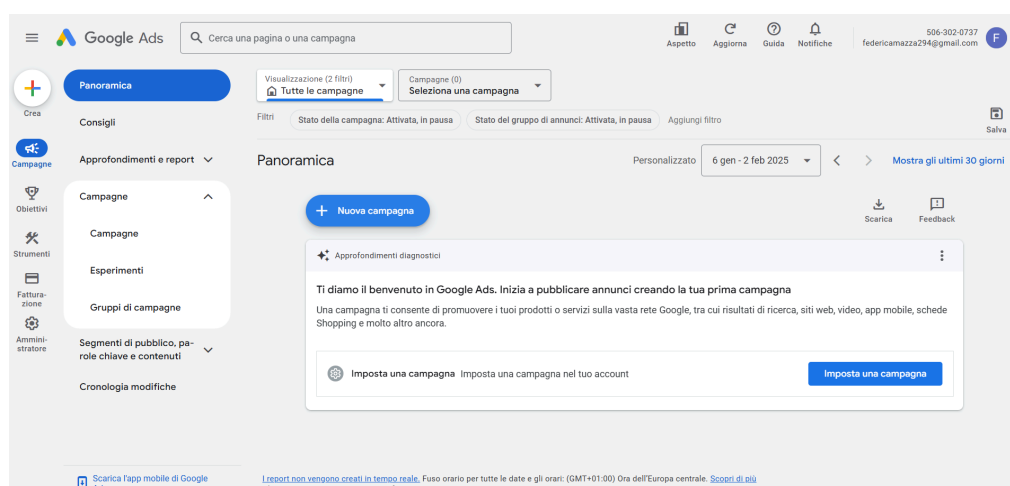 Google Ads
Cerca una pagina o una campagna
Aspetto
Aggiorna
Guida
Notifiche
506-302-0737
federicamazza294@gmail.com
F
Crea
Campagne
Obiettivi
Strumenti
Fattura-
zione
Ammini-
stratore
Panoramica
Consigli
Approfondimenti e report
Campagne
Campagne
Esperimenti
Gruppi di campagne
Segmenti di pubblico, pa-
role chiave e contenuti
Cronologia modifiche
Scarica l'app mobile di Google
Visualizzazione (2 filtri)
Tutte le campagne
Campagne (0)
Seleziona una campagna
Filtri
Stato della campagna: Attivata, in pausa
Stato del gruppo di annunci: Attivata, in pausa
Aggiungi filtro
Salva
Panoramica
Personalizzato
6 gen - 2 feb 2025
Mostra gli ultimi 30 giorni
Nuova campagna
Scarica
Feedback
Approfondimenti diagnostici
Ti diamo il benvenuto in Google Ads. Inizia a pubblicare annunci creando la tua prima campagna
Una campagna ti consente di promuovere i tuoi prodotti o servizi sulla vasta rete Google, tra cui risultati di ricerca, siti web, video, app mobile, schede
Shopping e molto altro ancora.
Imposta una campagna Imposta una campagna nel tuo account
Imposta una campagna
I report non vengono creati in tempo reale. Fuso orario per tutte le date e gli orari: (GMT+01:00) Ora dell'Europa centrale. Scopri di più